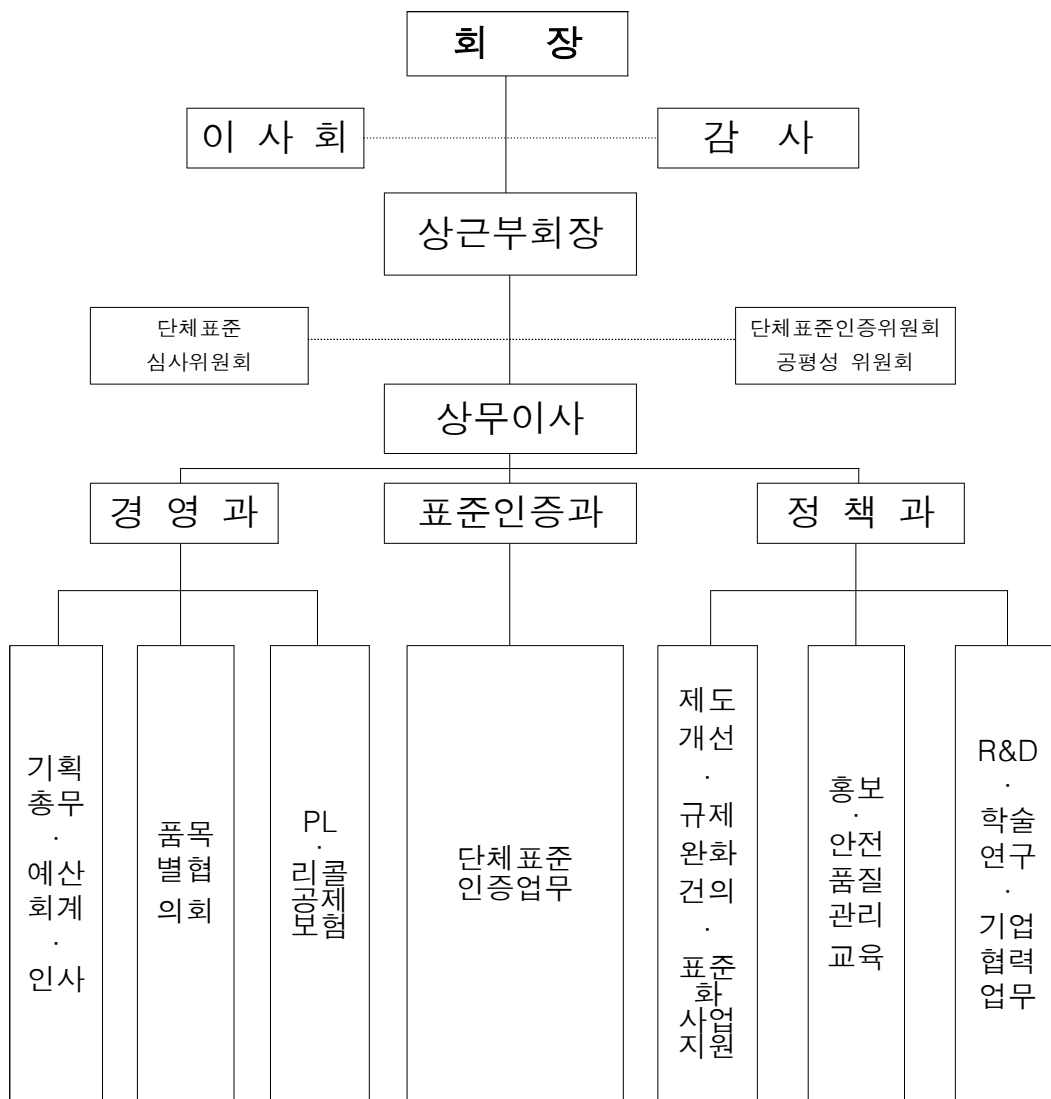 회 장
이 사 회
감 사
상근부회장
단체표준
심사위원회
단체표준인증위원회
공평성 위원회
상무이사
경 영 과
표준인증과
정 책 과
기획
총무
·
예산
회계
·
인사
품목
별협
의회
PL
·
리콜
공제
보험
단체표준
인증업무
제도
개선
·
규제
완화
건의
·
표준
화
사업
지원
홍보
·
안전
품질
관리
교육
R&D
·
학술
연구
·
기업
협력
업무